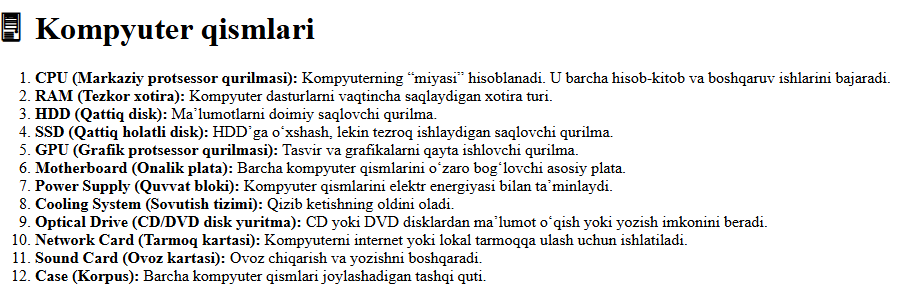 Kompyuter qismlari
1. CPU (Markaziy protsessor qurilmasi): Kompyuterning “miyasi” hisoblanadi. U barcha hisob-kitob va boshqaruv ishlarini bajaradi.
2. RAM (Tezkor xotira): Kompyuter dasturlarni vaqtincha saqlaydigan xotira turi.
3. HDD (Qattiq disk): Ma’lumotlarni doimiy saqlovchi qurilma.
4. SSD (Qattiq holatli disk): HDD’ga o‘xshash, lekin tezroq ishlaydigan saqlovchi qurilma.
5. GPU (Grafik protsessor qurilmasi): Tasvir va grafikalarni qayta ishlovchi qurilma.
6. Motherboard (Onalik plata): Barcha kompyuter qismlarini o‘zaro bog‘lovchi asosiy plata.
7. Power Supply (Quvvat bloki): Kompyuter qismlarini elektr energiyasi bilan ta’minlaydi.
8. Cooling System (Sovutish tizimi): Qizib ketishning oldini oladi.
9. Optical Drive (CD/DVD disk yuritma): CD yoki DVD disklardan ma’lumot o‘qish yoki yozish imkonini beradi.
10. Network Card (Tarmoq kartasi): Kompyuterni internet yoki lokal tarmoqqa ulash uchun ishlatiladi.
11. Sound Card (Ovoz kartasi): Ovoz chiqarish va yozishni boshqaradi.
12. Case (Korpus): Barcha kompyuter qismlari joylashadigan tashqi quti.